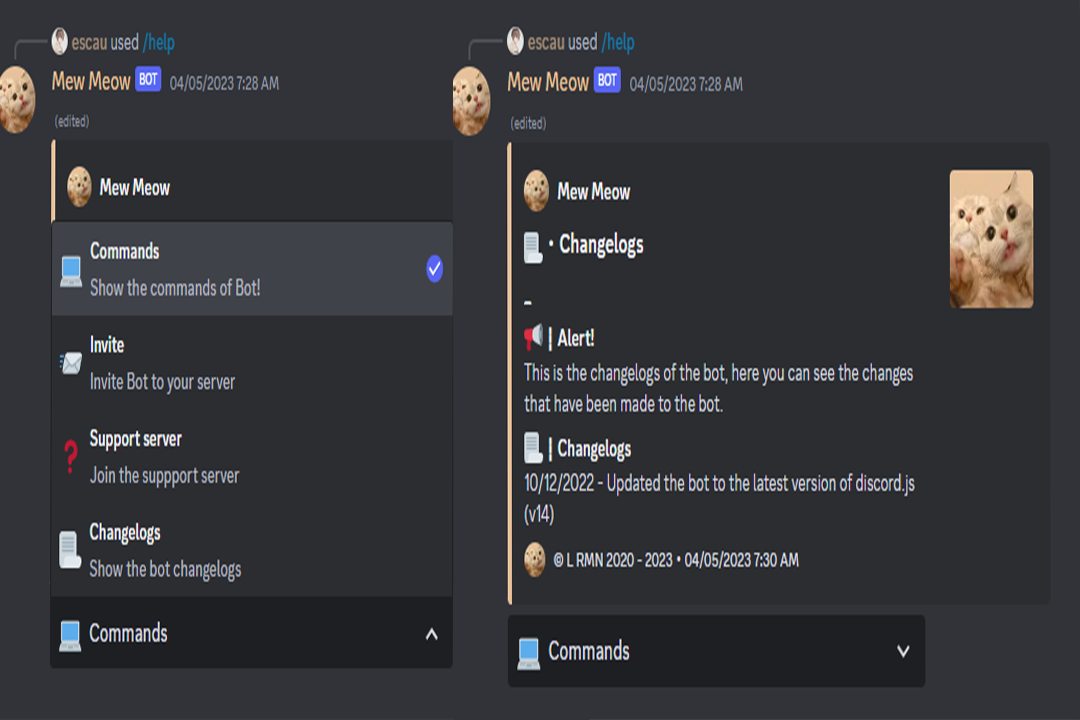 escau used /help
Mew Meow BOT 04/05/2023 7:28 AM
(edited)
Mew Meow
Commands
Show the commands of Bot!
Invite
Invite Bot to your server
Support server
Join the suppport server
Changelogs
Show the bot changelogs
Commands
escau used /help
Mew Meow BOT 04/05/2023 7:28 AM
(edited)
Mew Meow
• Changelogs
_
| Alert!
This is the changelogs of the bot, here you can see the changes
that have been made to the bot.
| Changelogs
10/12/2022 - Updated the bot to the latest version of discord.js
(v14)
© L RMN 2020 - 2023 • 04/05/2023 7:30 AM
Commands